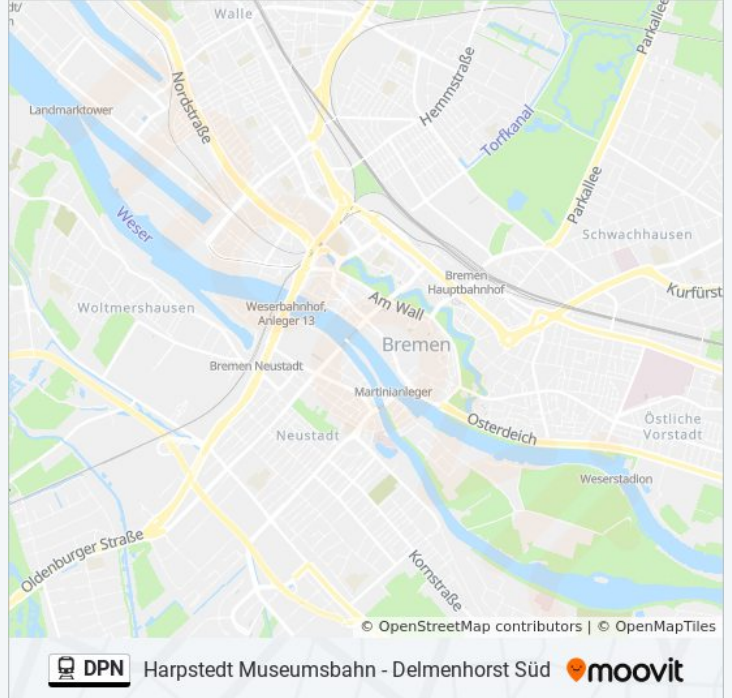 dt/
Walle
Parkallee
Hemmstraße
Nordstraße
Landmarktower
Torfkanal
Parkallee
Weser
Schwachhausen
Bremen
Hauptbahnhof
Kurfürst
Am Wall
Woltmershausen
Weserbahnhof,
Anleger 13
Bremen
Bremen Neustadt
Martinianleger
Osterdeich
Östliche
Vorstadt
Neustadt
Weserstadion
Oldenburger Straße
Kornstraße
© OpenStreetMap contributors | © OpenMapTiles
DPN Harpstedt Museumsbahn - Delmenhorst Süd moovit